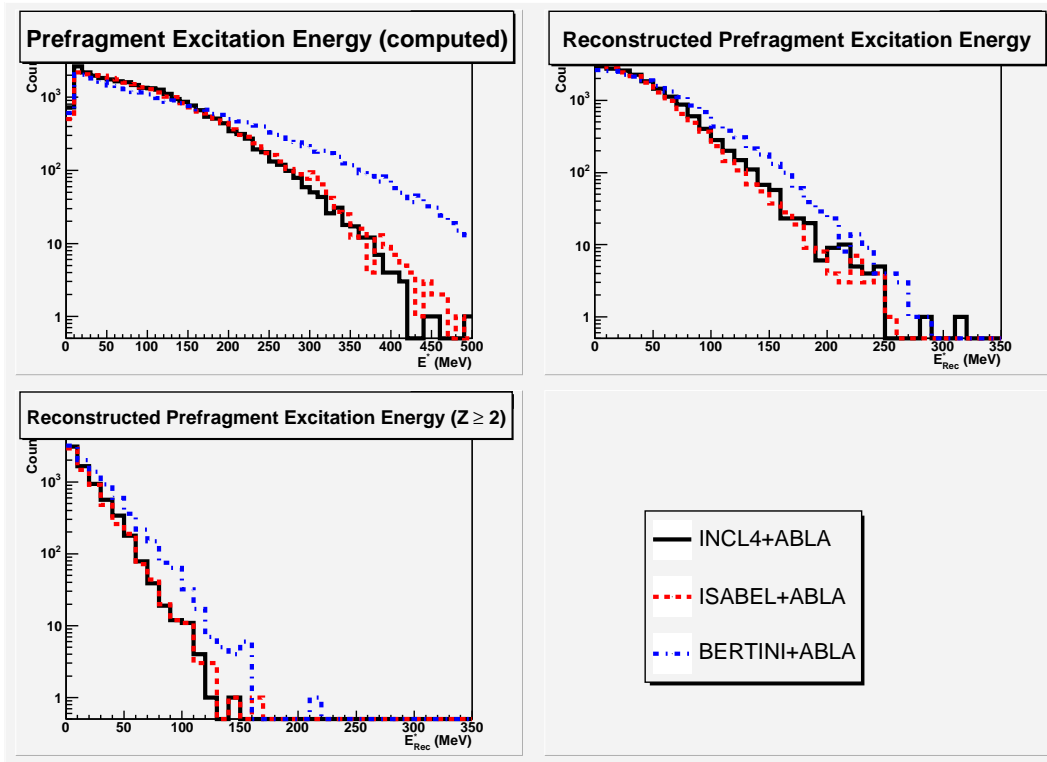 Prefragment Excitation Energy (computed)
Coun
10³
10²
10
1
0 50 100 150 200 250 300 350 400 450 500
E* (MeV)
Reconstructed Prefragment Excitation Energy
Coun
10³
10²
10
1
0 50 100 150 200 250 300 350
E*Rec (MeV)
Reconstructed Prefragment Excitation Energy (Z ≥ 2)
Coun
10³
10²
10
1
0 50 100 150 200 250 300 350
E*Rec (MeV)
INCL4+ABLA
ISABEL+ABLA
BERTINI+ABLA